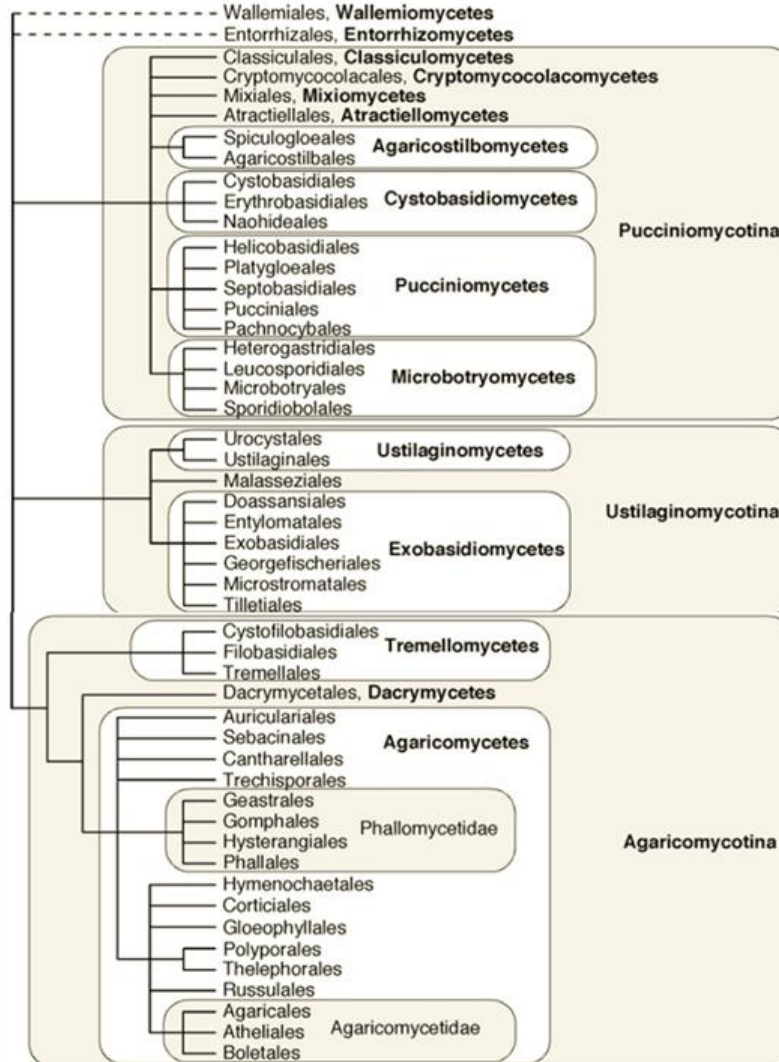 Wallemiales, Wallemiomycetes
Entorrhizales, Entorrhizomycetes
Classiculales, Classiculomycetes
Cryptomycocolacales, Cryptomycocolacomycetes
Mixiales, Mixiomycetes
Atractiellales, Atractiellomycetes
Spiculogloeales
Agaricostilbales
Agaricostilbomycetes
Cystobasidiales
Erythrobasidiales
Naohideales
Cystobasidiomycetes
Helicobasidiales
Platygloeales
Septobasidiales
Pucciniales
Pachnocybales
Pucciniomycetes
Heterogastridiales
Leucosporidiales
Microbotryales
Sporidiobolales
Microbotryomycetes
Pucciniomycotina
Urocystales
Ustilaginales
Ustilaginomycetes
Malasseziales
Doassansiales
Entylomatales
Exobasidiales
Georgefischeriales
Microstromatales
Tilletiales
Exobasidiomycetes
Ustilaginomycotina
Cystofilobasidiales
Filobasidiales
Tremellales
Tremellomycetes
Dacrymycetales, Dacrymycetes
Auriculariales
Sebacinales
Cantharellales
Trechisporales
Agaricomycetes
Geastrales
Gomphales
Hysterangiales
Phallales
Phallomycetidae
Hymenochaetales
Corticiales
Gloeophyllales
Polyporales
Thelephorales
Russulales
Agaricales
Atheliales
Boletales
Agaricomycetidae
Agaricomycotina